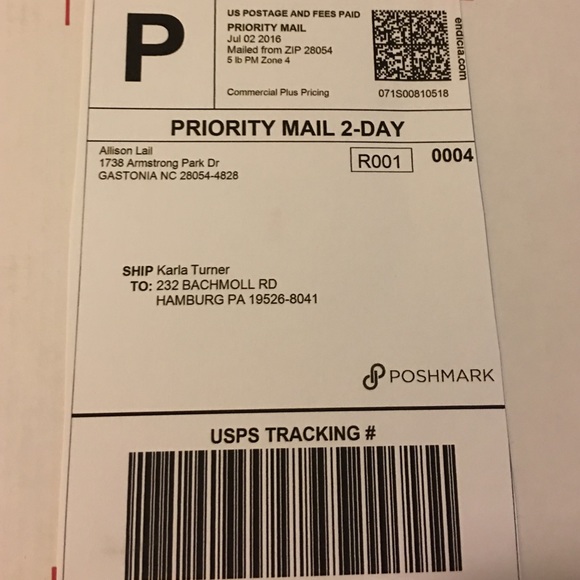 P
US POSTAGE AND FEES PAID
PRIORITY MAIL
Jul 02 2016
Mailed from ZIP 28054
5 lb PM Zone 4
Commercial Plus Pricing
071S00810518
endicia.com
PRIORITY MAIL 2-DAY
Allison Lail
1738 Armstrong Park Dr
GASTONIA NC 28054-4828
R001
0004
SHIP Karla Turner
TO: 232 BACHMOLL RD
HAMBURG PA 19526-8041
POSHMARK
USPS TRACKING #